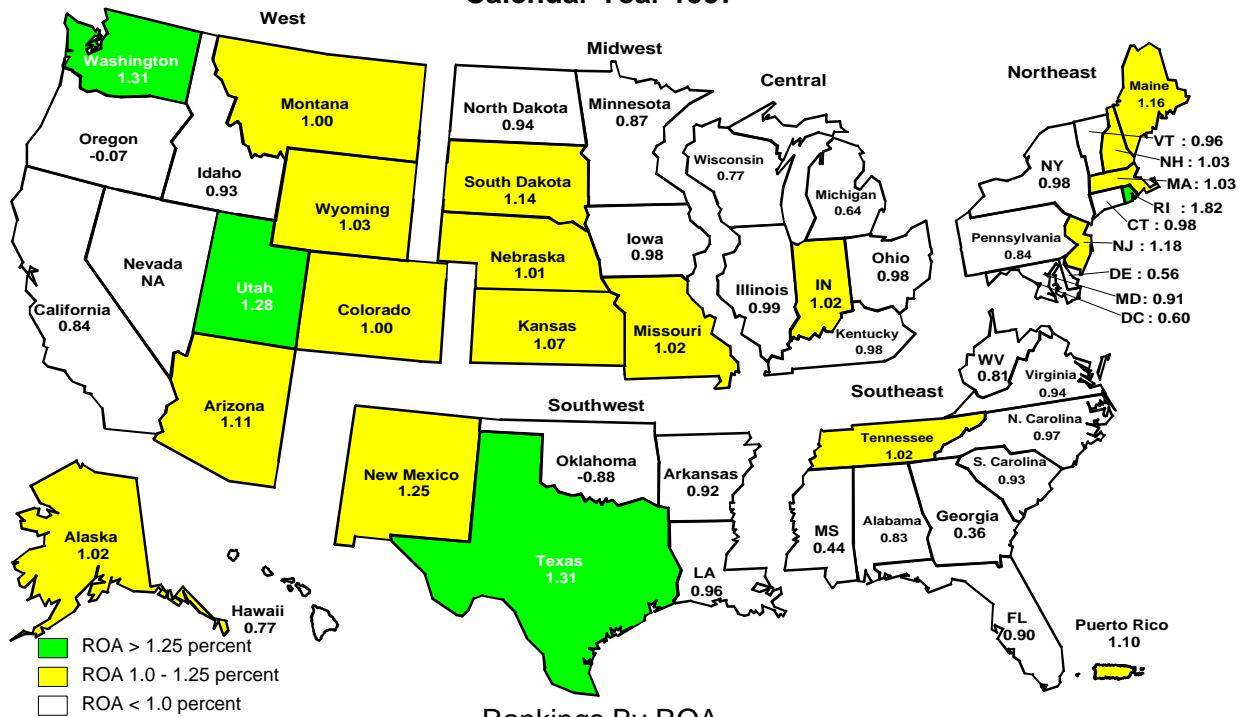 Calendar Year 1997
West
Midwest
Central
Northeast
Washington
1.31
Montana
1.00
North Dakota
0.94
Minnesota
0.87
Maine
1.16
Oregon
-0.07
Idaho
0.93
Wyoming
1.03
South Dakota
1.14
Wisconsin
0.77
Michigan
0.64
NY
0.98
VT : 0.96
NH : 1.03
MA : 1.03
RI : 1.82
CT : 0.98
NJ : 1.18
DE : 0.56
MD: 0.91
DC : 0.60
Pennsylvania
0.84
Nevada
NA
Utah
1.28
Colorado
1.00
Nebraska
1.01
Iowa
0.98
Illinois
0.99
IN
1.02
Ohio
0.98
California
0.84
Kansas
1.07
Missouri
1.02
Kentucky
0.98
WV
0.81
Virginia
0.94
Southeast
Southwest
Arizona
1.11
New Mexico
1.25
Oklahoma
-0.88
Arkansas
0.92
Tennessee
1.02
N. Carolina
0.97
S. Carolina
0.93
Alaska
1.02
Texas
1.31
LA
0.96
MS
0.44
Alabama
0.83
Georgia
0.36
Hawaii
0.77
FL
0.90
Puerto Rico
1.10
ROA > 1.25 percent
ROA 1.0 - 1.25 percent
ROA < 1.0 percent
Rankings By ROA